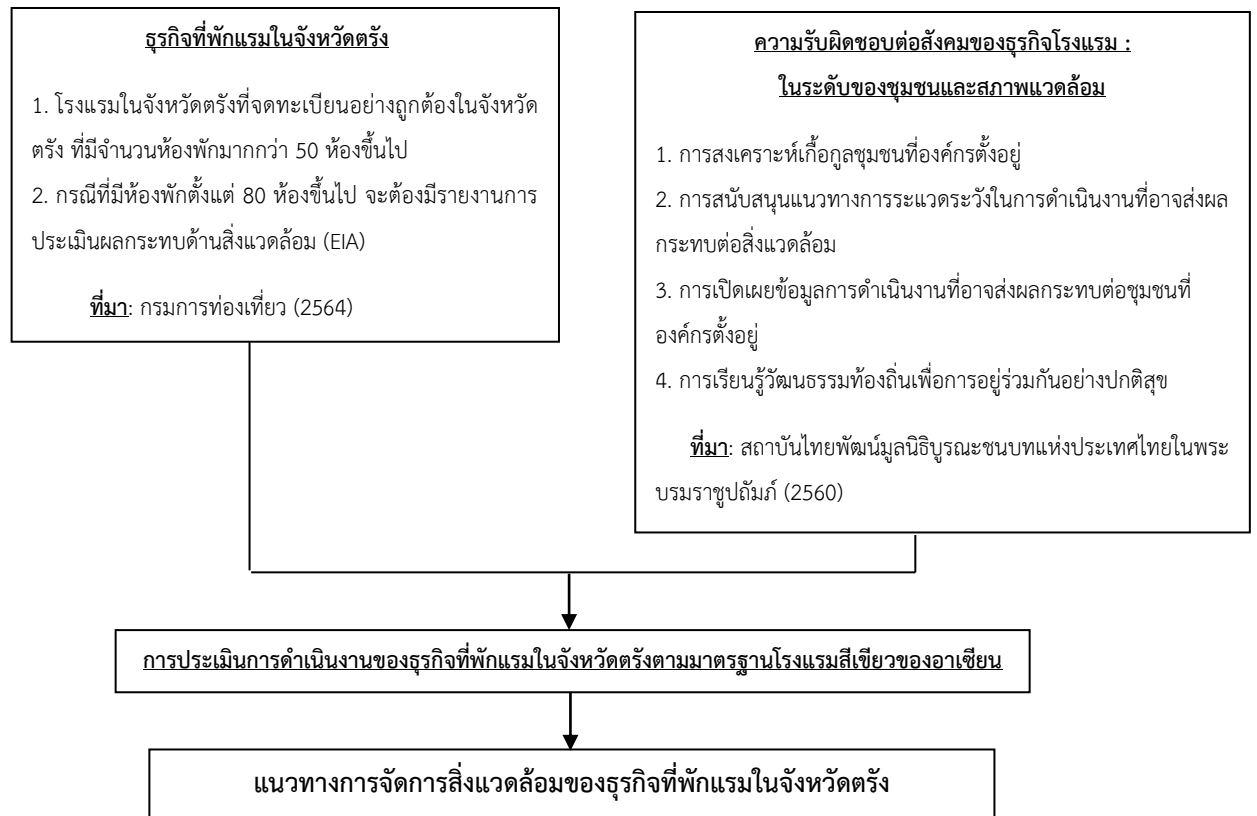 ธุรกิจที่พักแรมในจังหวัดตรัง
1. โรงแรมในจังหวัดตรังที่จดทะเบียนอย่างถูกต้องในจังหวัด
ตรัง ที่มีจำนวนห้องพักมากกว่า 50 ห้องขึ้นไป
2. กรณีที่มีห้องพักตั้งแต่ 80 ห้องขึ้นไป จะต้องมีรายงานการ
ประเมินผลกระทบด้านสิ่งแวดล้อม (EIA)
ที่มา: กรมการท่องเที่ยว (2564)
ความรับผิดชอบต่อสังคมของธุรกิจโรงแรม :
ในระดับของชุมชนและสภาพแวดล้อม
1. การสงเคราะห์เกื้อกูลชุมชนที่องค์กรตั้งอยู่
2. การสนับสนุนแนวทางการระแวดระวังในการดำเนินงานที่อาจส่งผล
กระทบต่อสิ่งแวดล้อม
3. การเปิดเผยข้อมูลการดำเนินงานที่อาจส่งผลกระทบต่อชุมชนที่
องค์กรตั้งอยู่
4. การเรียนรู้วัฒนธรรมท้องถิ่นเพื่อการอยู่ร่วมกันอย่างปกติสุข
ที่มา: สถาบันไทยพัฒน์มูลนิธิบูรณะชนบทแห่งประเทศไทยในพระ
บรมราชูปถัมภ์ (2560)
การประเมินการดำเนินงานของธุรกิจที่พักแรมในจังหวัดตรังตามมาตรฐานโรงแรมสีเขียวของอาเซียน
แนวทางการจัดการสิ่งแวดล้อมของธุรกิจที่พักแรมในจังหวัดตรัง